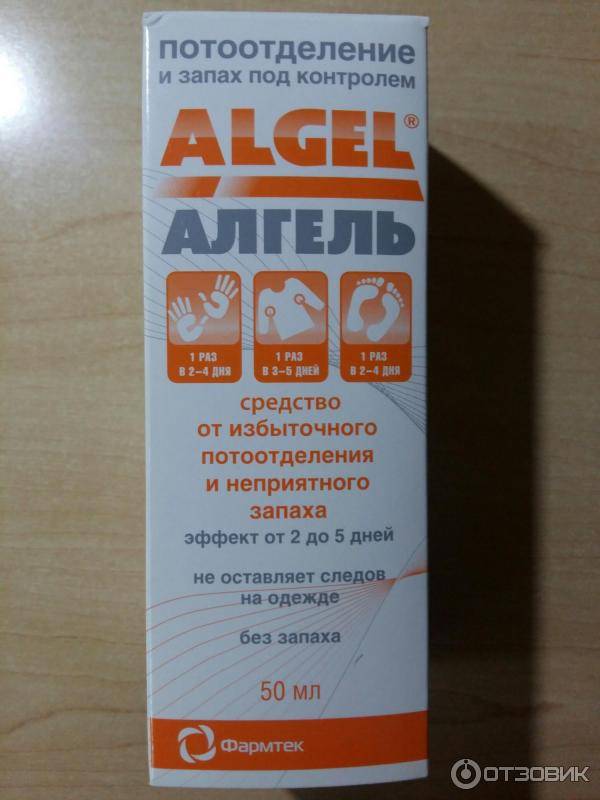 потоотделение
и запах под контролем
ALGEL®
АЛГЕЛЬ
1 РАЗ
В 2-4 ДНЯ
1 РАЗ
В 3-5 ДНЕЙ
1 РАЗ
В 2-4 ДНЯ
средство
от избыточного
потоотделения
и неприятного
запаха
эффект от 2 до 5 дней
не оставляет следов
на одежде
без запаха
50 мл
Фармтек
ОТЗОВИК